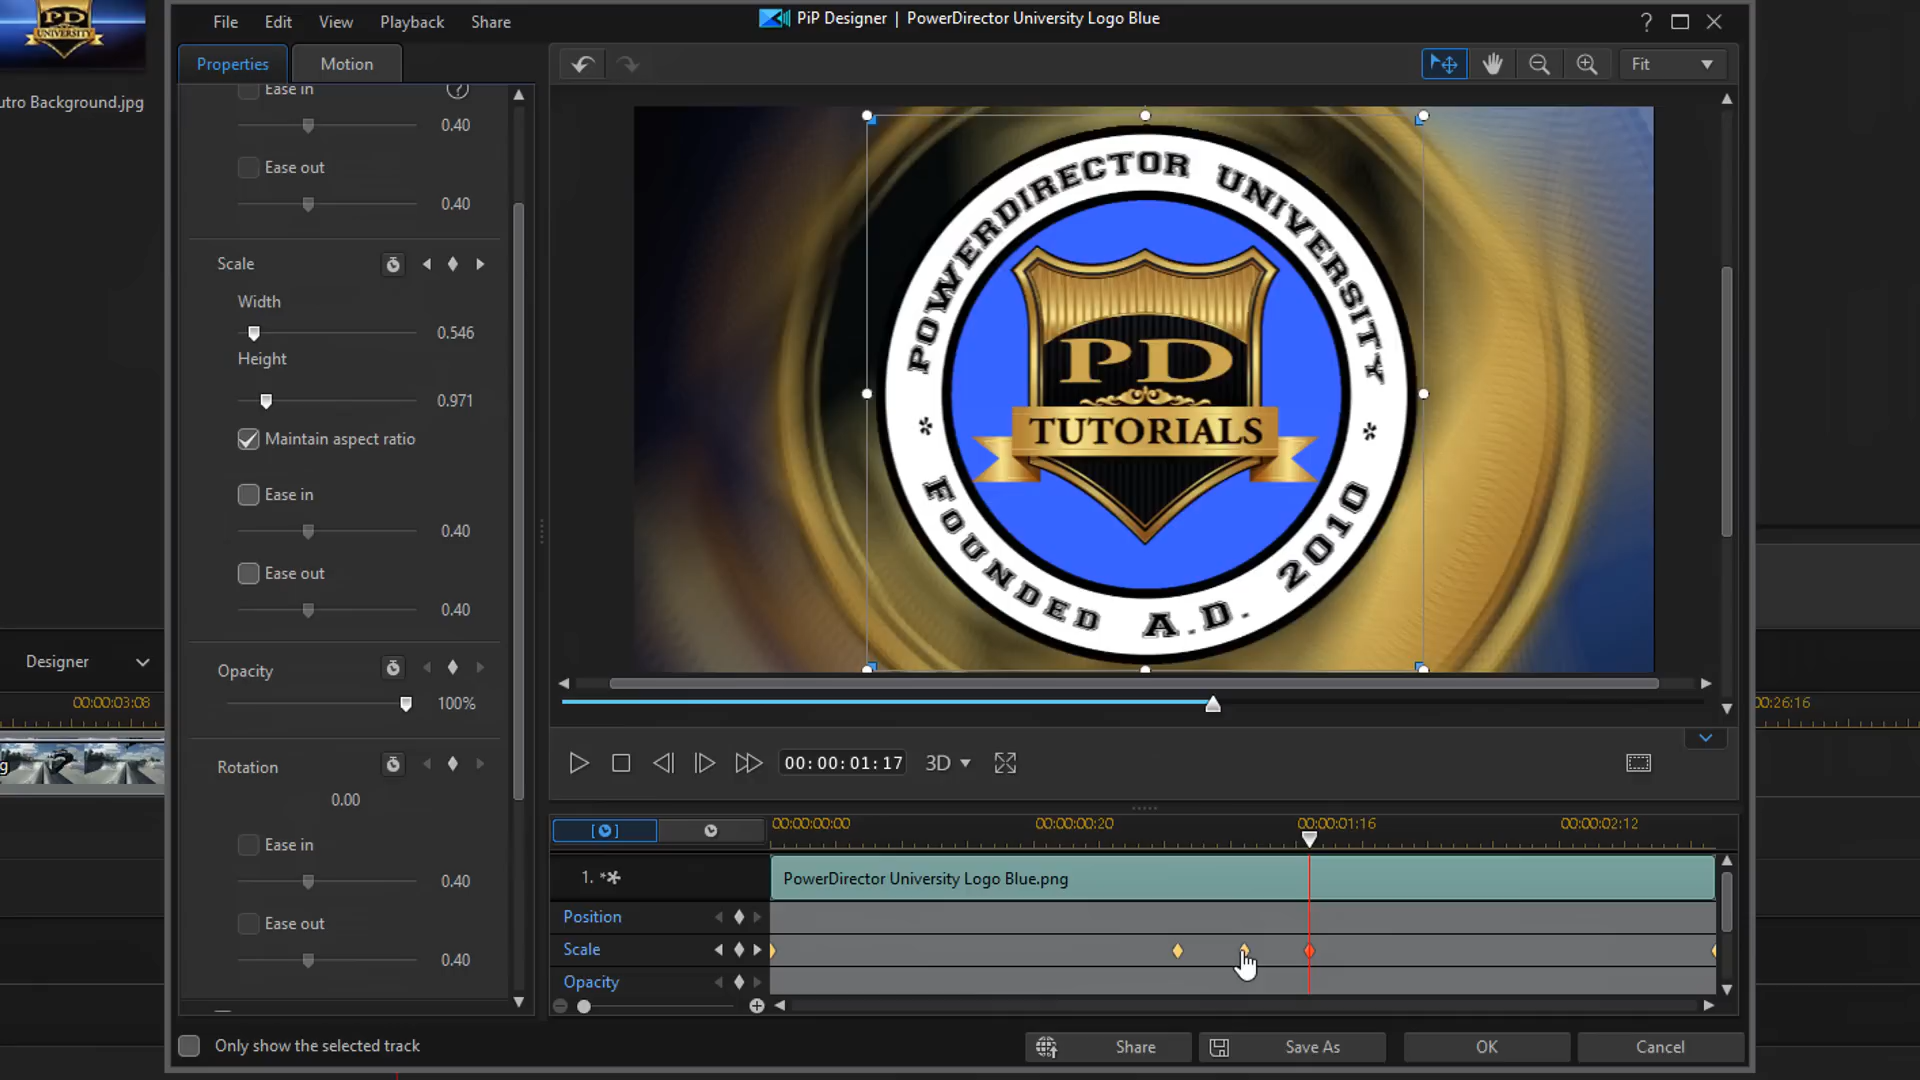 File Edit View Playback Share
PiP Designer | PowerDirector University Logo Blue
?
UNIVERSITY
utro Background.jpg
Properties Motion
Fit
Ease in
0.40
Ease out
0.40
Scale
Width
0.546
Height
0.971
Maintain aspect ratio
Ease in
0.40
Ease out
0.40
Opacity
100%
Rotation
0.00
Ease in
0.40
Ease out
0.40
POWERDIRECTOR UNIVERSITY
PD
TUTORIALS
* FOUNDED A.D. 2010 *
Designer
00:00:03:08
g
00:26:16
00:00:01:17 3D
00:00:00:00 00:00:00:20 00:00:01:16 00:00:02:12
1. *
PowerDirector University Logo Blue.png
Position
Scale
Opacity
Only show the selected track
Share Save As OK Cancel